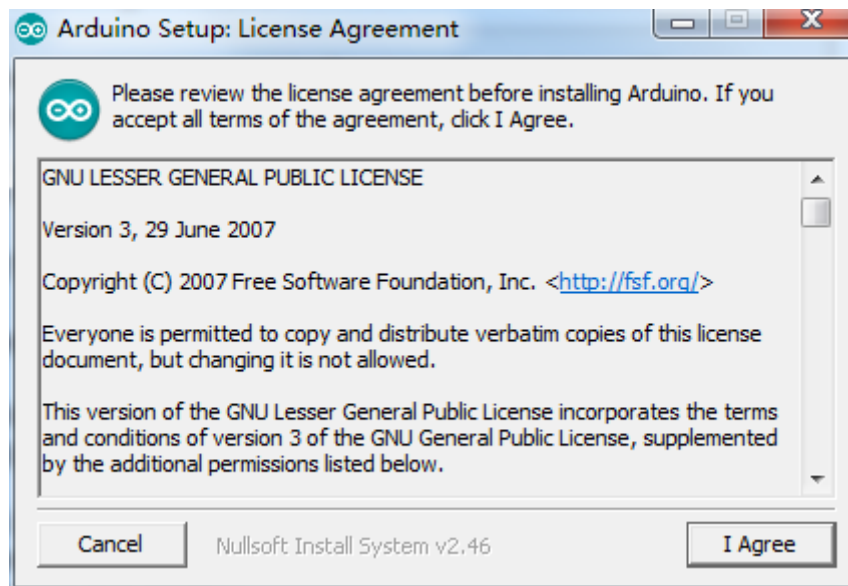 Arduino Setup: License Agreement
Please review the license agreement before installing Arduino. If you
accept all terms of the agreement, click I Agree.
GNU LESSER GENERAL PUBLIC LICENSE
Version 3, 29 June 2007
Copyright (C) 2007 Free Software Foundation, Inc. <http://fsf.org/>
Everyone is permitted to copy and distribute verbatim copies of this license
document, but changing it is not allowed.
This version of the GNU Lesser General Public License incorporates the terms
and conditions of version 3 of the GNU General Public License, supplemented
by the additional permissions listed below.
Cancel
Nullsoft Install System v2.46
I Agree